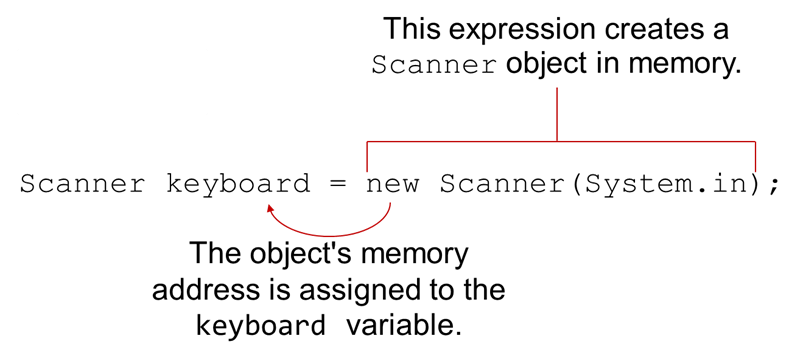 This expression creates a
Scanner object in memory.
Scanner keyboard = new Scanner(System.in);
The object's memory
address is assigned to the
keyboard variable.